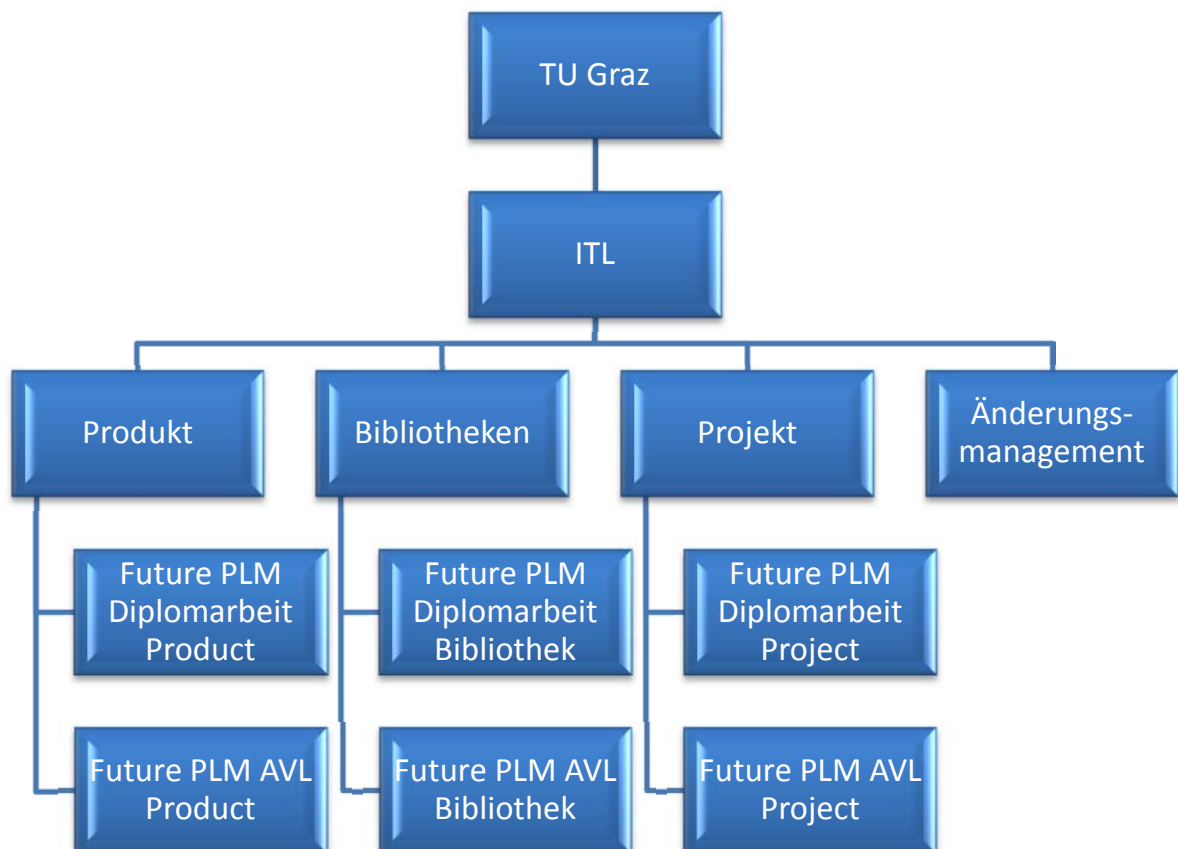 TU Graz
ITL
Produkt
Bibliotheken
Projekt
Änderungs-
management
Future PLM
Diplomarbeit
Product
Future PLM
Diplomarbeit
Bibliothek
Future PLM
Diplomarbeit
Project
Future PLM AVL
Product
Future PLM AVL
Bibliothek
Future PLM AVL
Project